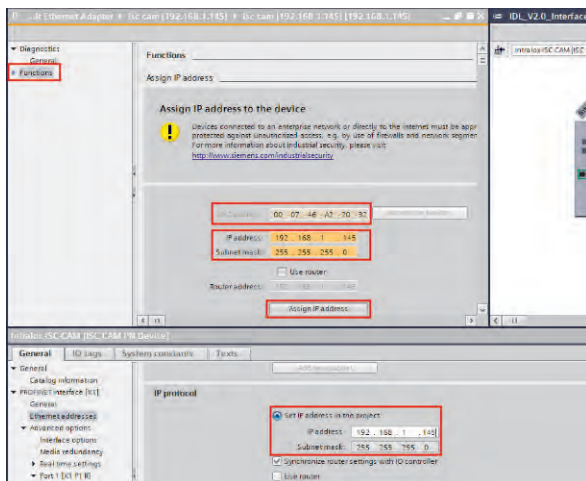 ...lt Ethernet Adapter ▸ isc cam [192.168.1.145] ▸ isc cam [192.168.1.145] [192.168.1.145]
IDL_V2.0_Interface
Diagnostics
General
Functions
Functions
Assign IP address
Assign IP address to the device
Devices connected to an enterprise network or directly to the internet must be appr
protected against unauthorized access, e.g. by use of firewalls and network segmen
For more information about industrial security, please visit
http://www.siemens.com/industrialsecurity
00 -07 -46 -A2 -20 -32
IP address: 192 . 168 . 1 . 145
Subnet mask: 255 . 255 . 255 . 0
Use router
Router address:
Assign IP address
Intralox ISC-CAM [ISC CAM PN Device]
General
IO tags
System constants
Texts
General
Catalog information
PROFINET interface [X1]
General
Ethernet addresses
Advanced options
Interface options
Media redundancy
Real time settings
Port 1 [X1 P1 R]
IP protocol
Set IP address in the project
IP address: 192 . 168 . 1 . 145
Subnet mask: 255 . 255 . 255 . 0
Synchronize router settings with IO controller
Use router